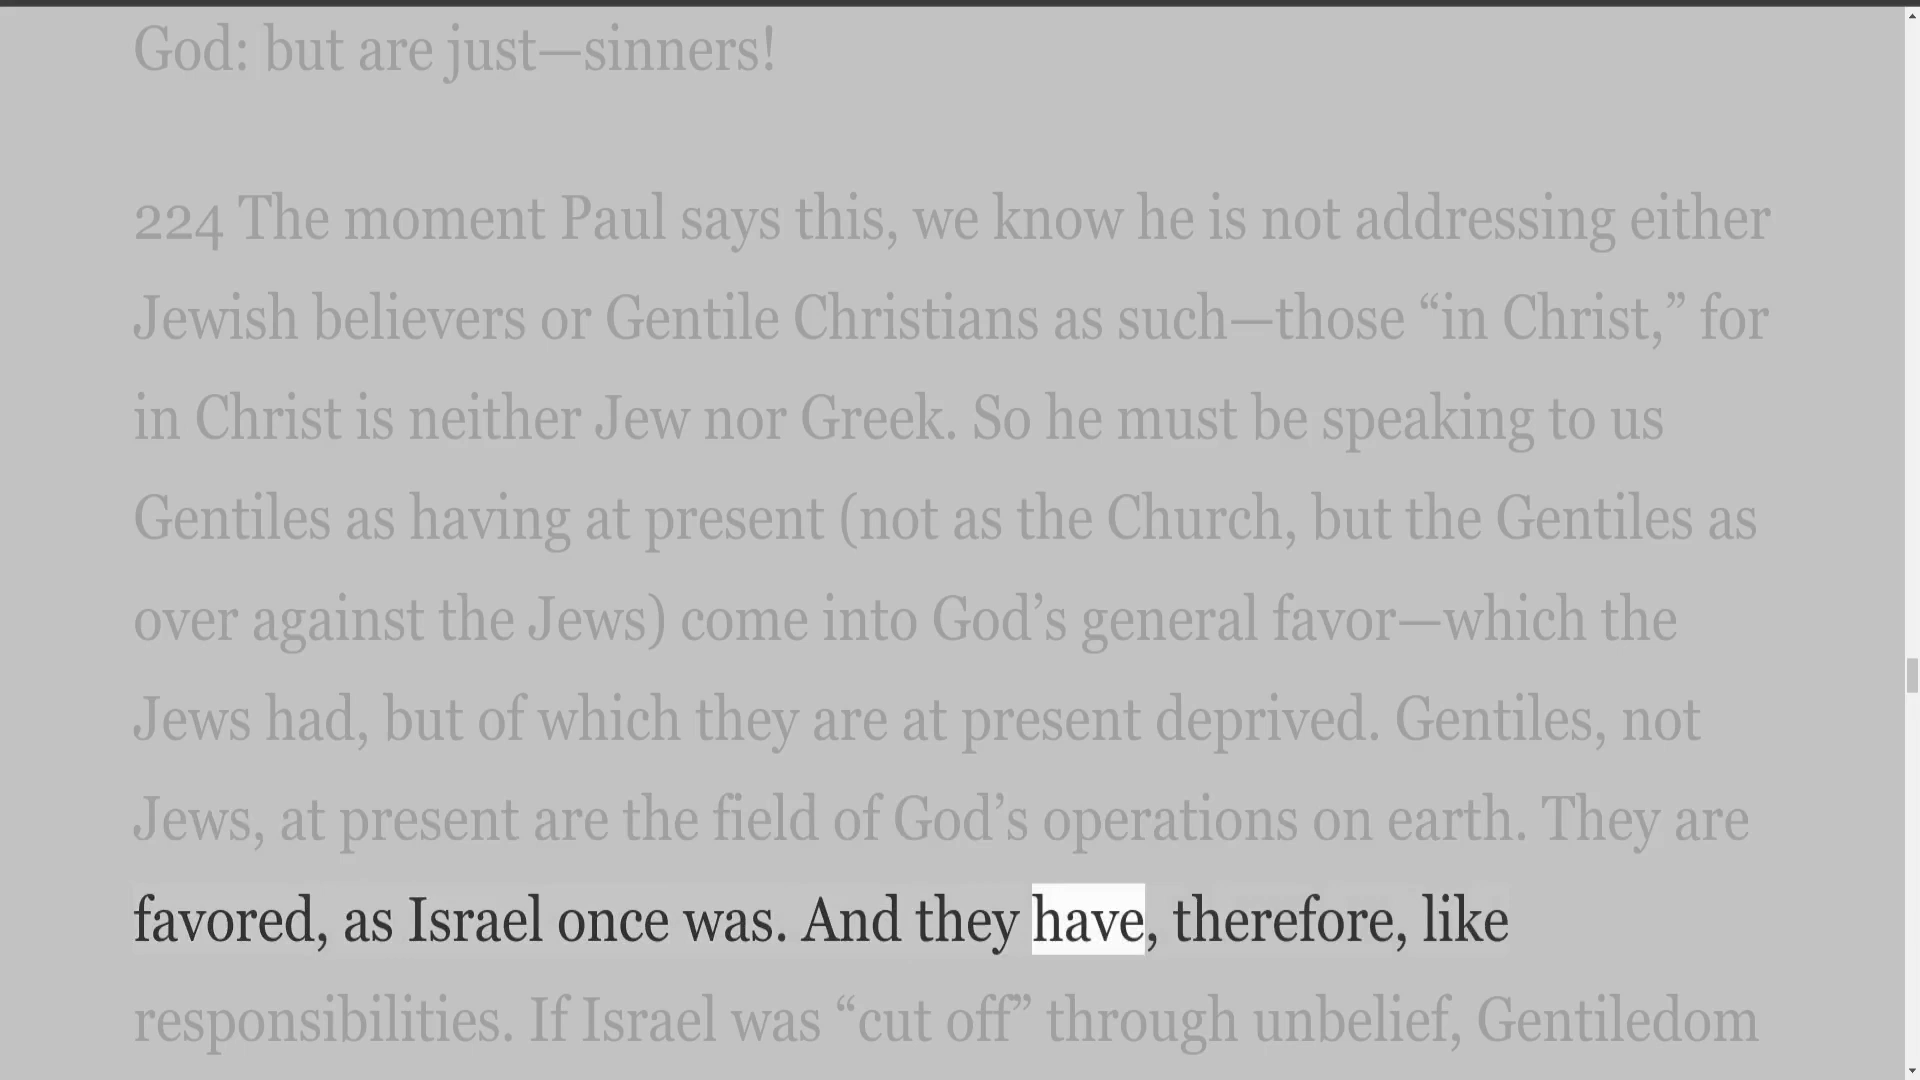 God: but are just—sinners!
224 The moment Paul says this, we know he is not addressing either
Jewish believers or Gentile Christians as such—those “in Christ,” for
in Christ is neither Jew nor Greek. So he must be speaking to us
Gentiles as having at present (not as the Church, but the Gentiles as
over against the Jews) come into God’s general favor—which the
Jews had, but of which they are at present deprived. Gentiles, not
Jews, at present are the field of God’s operations on earth. They are
favored, as Israel once was. And they have, therefore, like
responsibilities. If Israel was “cut off” through unbelief, Gentiledom